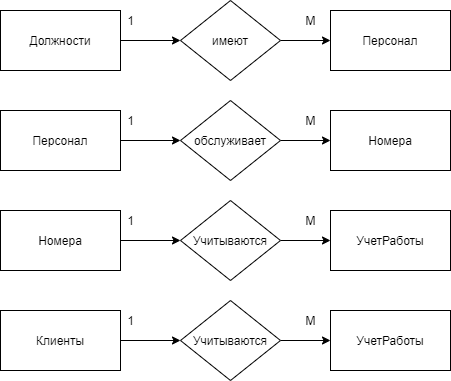 1 М
Должности имеют Персонал
1 М
Персонал обслуживает Номера
1 М
Номера Учитываются УчетРаботы
1 М
Клиенты Учитываются УчетРаботы